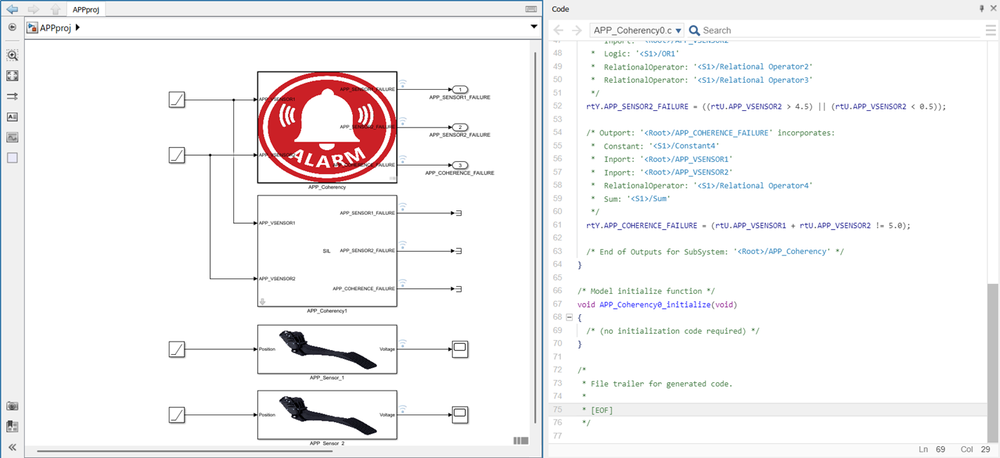 APPproj
APPproj
APP_VSENSOR1
APP_SENSOR1_FAILURE
1
APP_SENSOR1_FAILURE
APP_SENSOR2_FAILURE
2
APP_SENSOR2_FAILURE
APP_VSENSOR2
ALARM
APP_COHERENCE_FAILURE
3
APP_COHERENCE_FAILURE
APP_Coherency
APP_SENSOR1_FAILURE
APP_VSENSOR1
SIL
APP_SENSOR2_FAILURE
APP_VSENSOR2
APP_COHERENCE_FAILURE
APP_Coherency1
Position
Voltage
APP_Sensor_1
Position
Voltage
APP_Sensor_2
Code
APP_Coherency0.c
Search
47 * Inport: '<Root>/APP_VSENSOR2'
48 * Logic: '<S1>/OR1'
49 * RelationalOperator: '<S1>/Relational Operator2'
50 * RelationalOperator: '<S1>/Relational Operator3'
51 */
52 rtY.APP_SENSOR2_FAILURE = ((rtU.APP_VSENSOR2 > 4.5) || (rtU.APP_VSENSOR2 < 0.5));
53
54 /* Outport: '<Root>/APP_COHERENCE_FAILURE' incorporates:
55 * Constant: '<S1>/Constant4'
56 * Inport: '<Root>/APP_VSENSOR1'
57 * Inport: '<Root>/APP_VSENSOR2'
58 * RelationalOperator: '<S1>/Relational Operator4'
59 * Sum: '<S1>/Sum'
60 */
61 rtY.APP_COHERENCE_FAILURE = (rtU.APP_VSENSOR1 + rtU.APP_VSENSOR2 != 5.0);
62
63 /* End of Outputs for SubSystem: '<Root>/APP_Coherency' */
64 }
65
66 /* Model initialize function */
67 void APP_Coherency0_initialize(void)
68 {
69 /* (no initialization code required) */
70 }
71
72 /*
73 * File trailer for generated code.
74 *
75 * [EOF]
76 */
77
Ln 69 Col 29